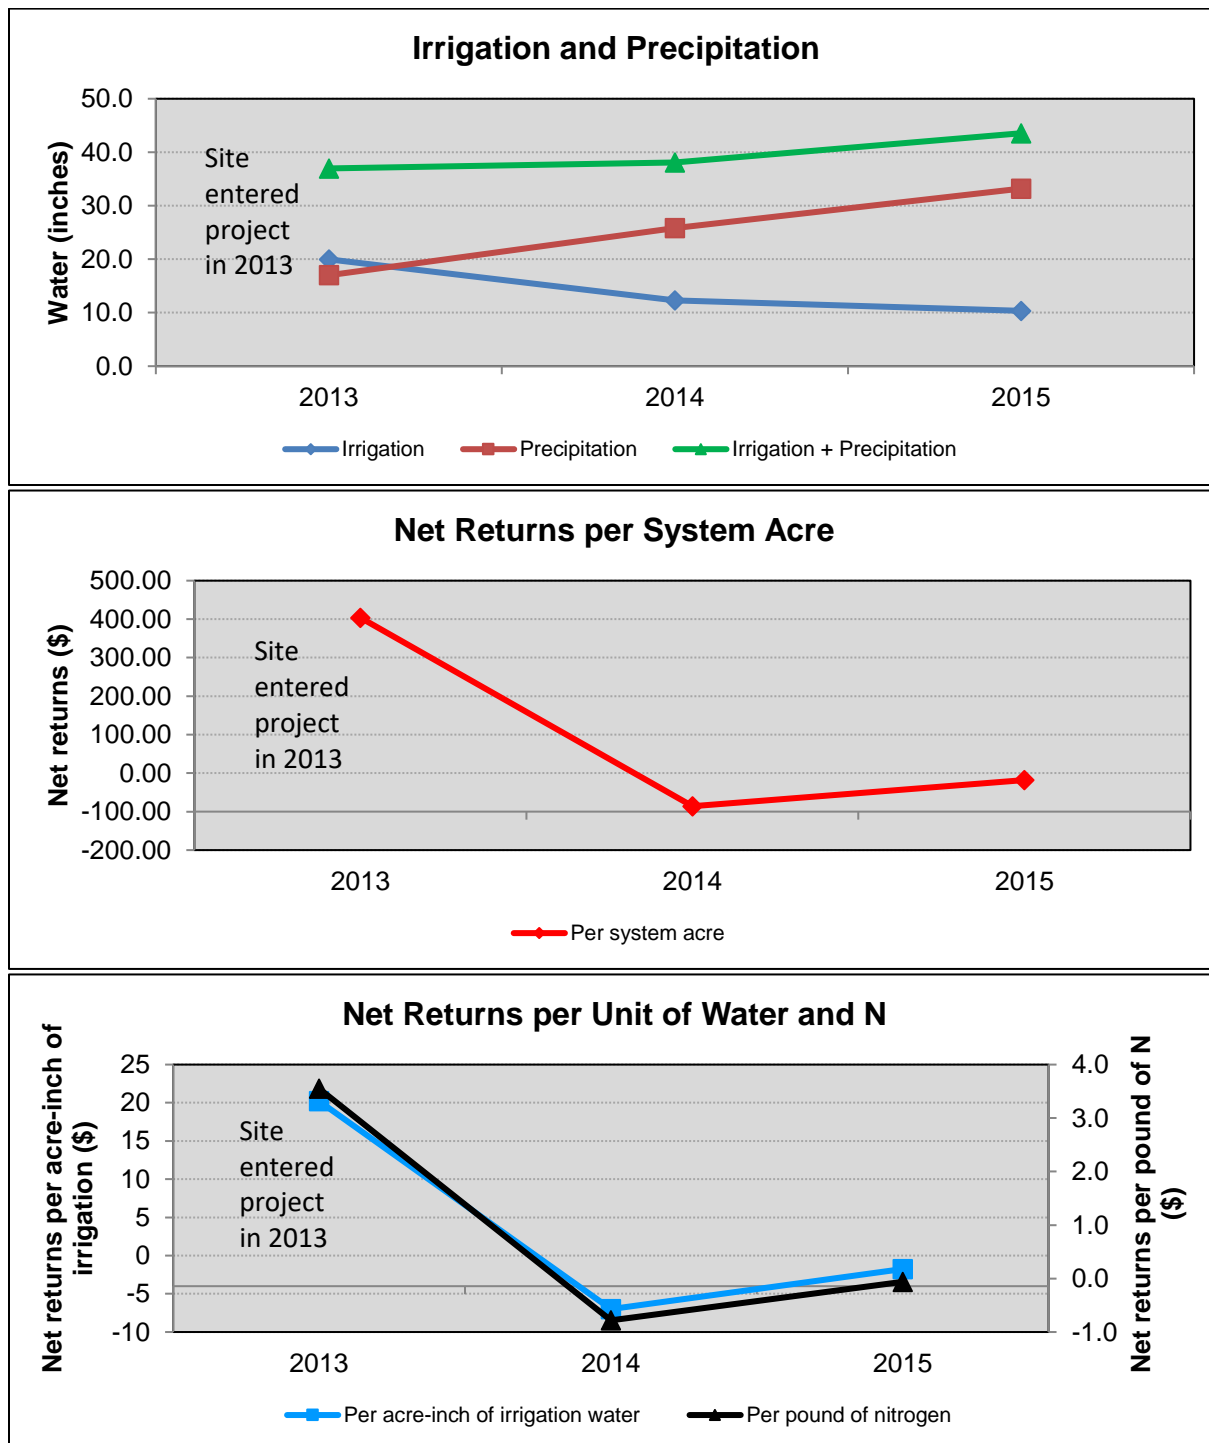 Irrigation and Precipitation
Water (inches)
50.0
40.0
30.0
20.0
10.0
0.0
Site
entered
project
in 2013
2013 2014 2015
Irrigation Precipitation Irrigation + Precipitation
Net Returns per System Acre
Net returns ($)
500.00
400.00
300.00
200.00
100.00
0.00
-100.00
-200.00
Site
entered
project
in 2013
2013 2014 2015
Per system acre
Net Returns per Unit of Water and N
Net returns per acre-inch of
irrigation ($)
25
20
15
10
5
0
-5
-10
Site
entered
project
in 2013
4.0
3.0
2.0
1.0
0.0
-1.0
Net returns per pound of N
($)
2013 2014 2015
Per acre-inch of irrigation water Per pound of nitrogen